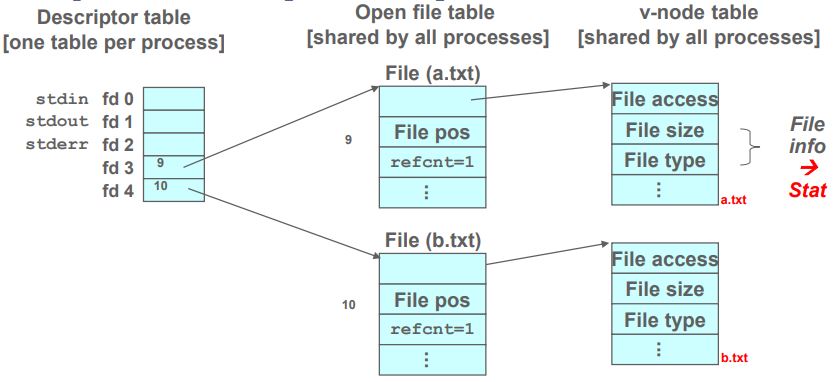 Descriptor table
[one table per process]
Open file table
[shared by all processes]
v-node table
[shared by all processes]
stdin fd 0
stdout fd 1
stderr fd 2
fd 3 9
fd 4 10
File (a.txt)
9
File pos
refcnt=1
⋮
File access
File size
File type
⋮
a.txt
File
info
→
Stat
File (b.txt)
10
File pos
refcnt=1
⋮
File access
File size
File type
⋮
b.txt